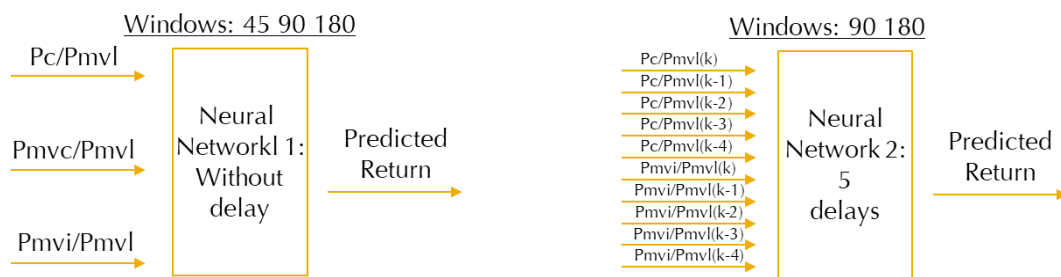 Windows: 45 90 180
Pc/Pmvl
Pmvc/Pmvl
Pmvi/Pmvl
Neural
Networkl 1:
Without
delay
Predicted
Return
Windows: 90 180
Pc/Pmvl(k)
Pc/Pmvl(k-1)
Pc/Pmvl(k-2)
Pc/Pmvl(k-3)
Pc/Pmvl(k-4)
Pmvi/Pmvl(k)
Pmvi/Pmvl(k-1)
Pmvi/Pmvl(k-2)
Pmvi/Pmvl(k-3)
Pmvi/Pmvl(k-4)
Neural
Network 2:
5
delays
Predicted
Return